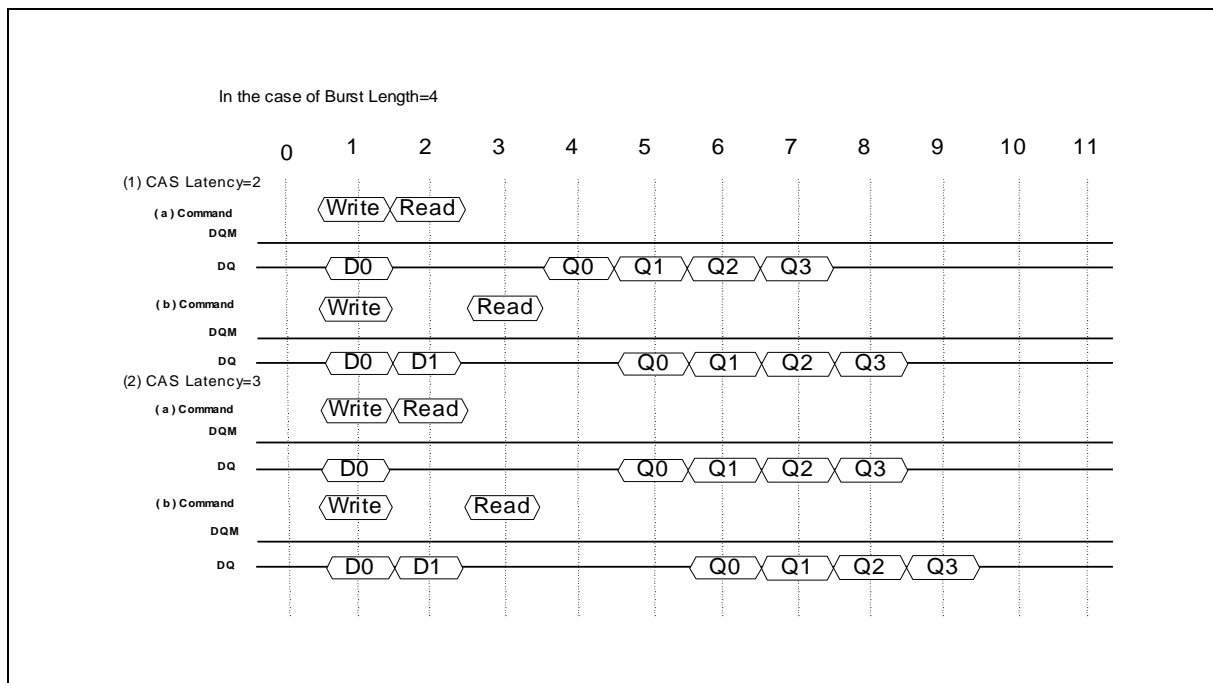 In the case of Burst Length=4
0 1 2 3 4 5 6 7 8 9 10 11
(1) CAS Latency=2
(a) Command Write Read
DQM
DQ D0 Q0 Q1 Q2 Q3
(b) Command Write Read
DQM
DQ D0 D1 Q0 Q1 Q2 Q3
(2) CAS Latency=3
(a) Command Write Read
DQM
DQ D0 Q0 Q1 Q2 Q3
(b) Command Write Read
DQM
DQ D0 D1 Q0 Q1 Q2 Q3